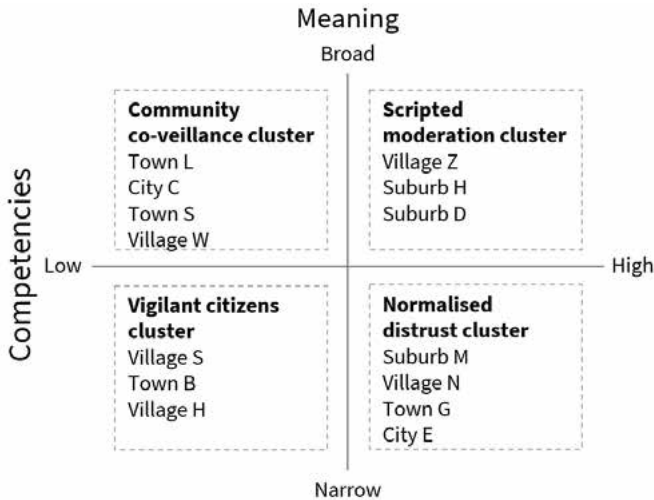 Meaning
Broad
Community
co-veillance cluster
Town L
City C
Town S
Village W
Scripted
moderation cluster
Village Z
Suburb H
Suburb D
Competencies
Low
High
Vigilant citizens
cluster
Village S
Town B
Village H
Normalised
distrust cluster
Suburb M
Village N
Town G
City E
Narrow